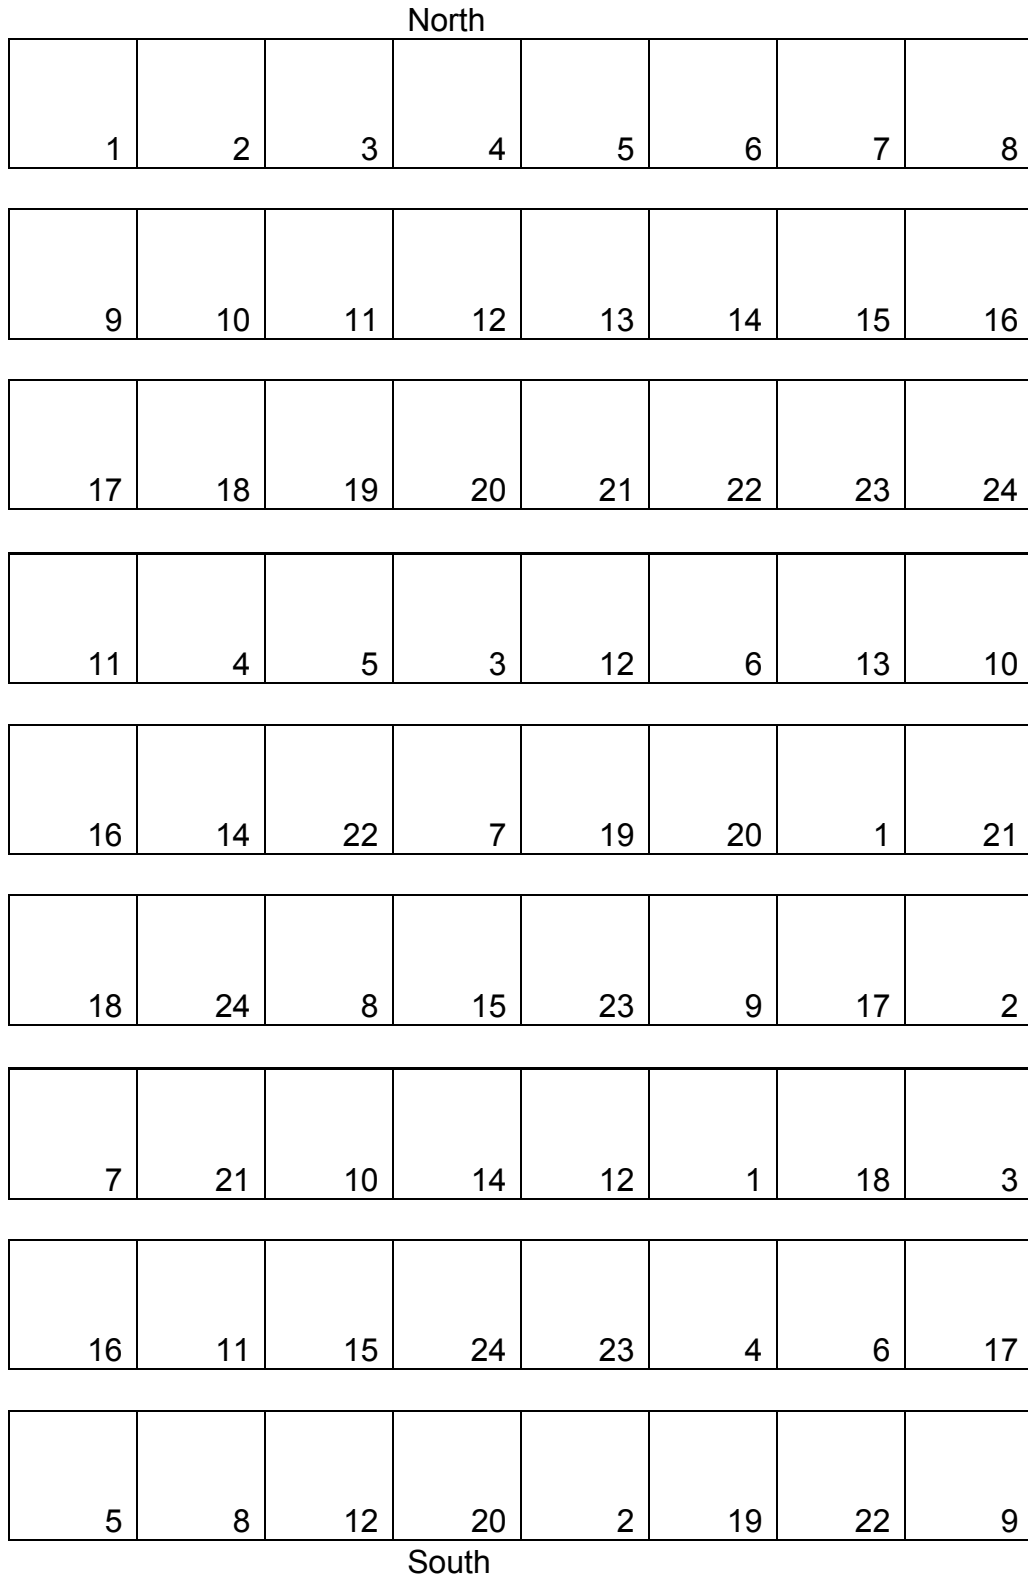 North
1 2 3 4 5 6 7 8
9 10 11 12 13 14 15 16
17 18 19 20 21 22 23 24
11 4 5 3 12 6 13 10
16 14 22 7 19 20 1 21
18 24 8 15 23 9 17 2
7 21 10 14 12 1 18 3
16 11 15 24 23 4 6 17
5 8 12 20 2 19 22 9
South